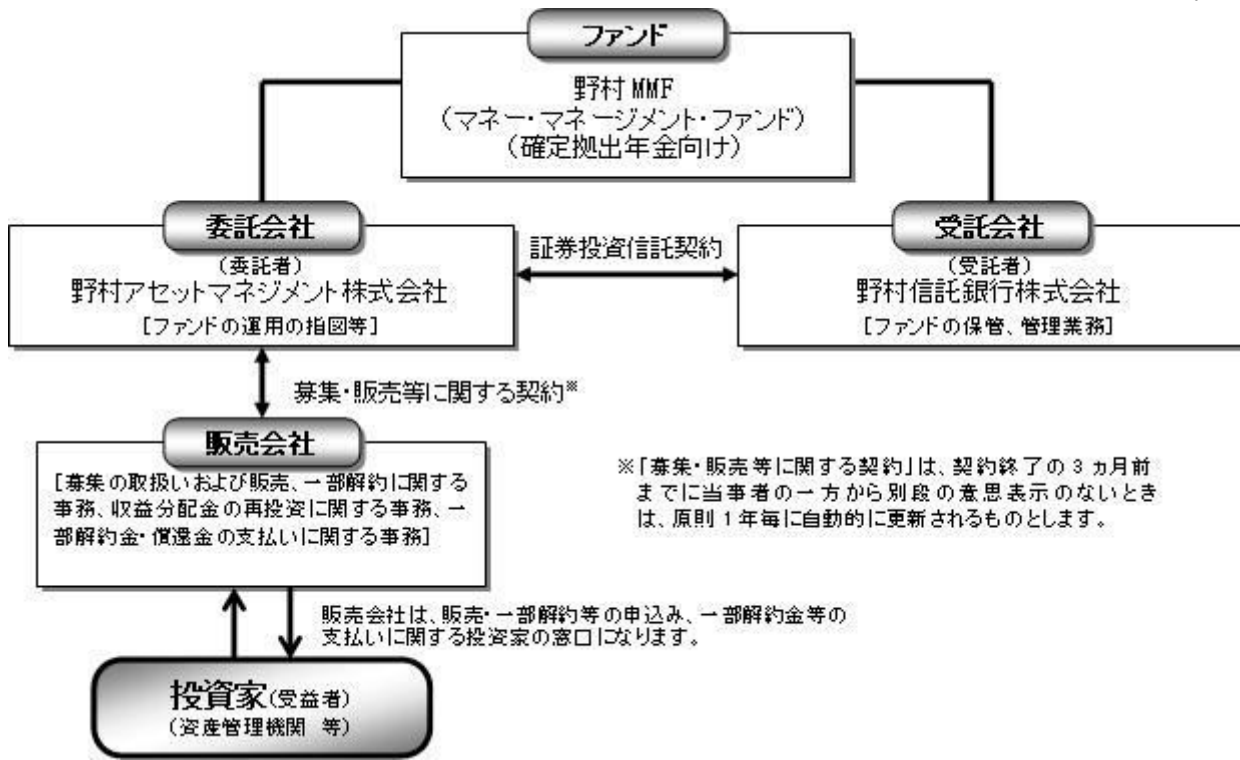 ファンド
野村 MMF
(マネー・マネージメント・ファンド)
(確定拠出年金向け)
委託会社
(委託者)
野村アセットマネジメント株式会社
[ファンドの運用の指図等]
証券投資信託契約
受託会社
(受託者)
野村信託銀行株式会社
[ファンドの保管、管理業務]
募集・販売等に関する契約※
販売会社
[募集の取扱いおよび販売、一部解約に関する
事務、収益分配金の再投資に関する事務、一
部解約金・償還金の支払いに関する事務]
※「募集・販売等に関する契約」は、契約終了の3ヵ月前
までに当事者の一方から別段の意思表示のないとき
は、原則1年毎に自動的に更新されるものとします。
販売会社は、販売・一部解約等の申込み、一部解約金等の
支払いに関する投資家の窓口になります。
投資家(受益者)
(資産管理機関 等)